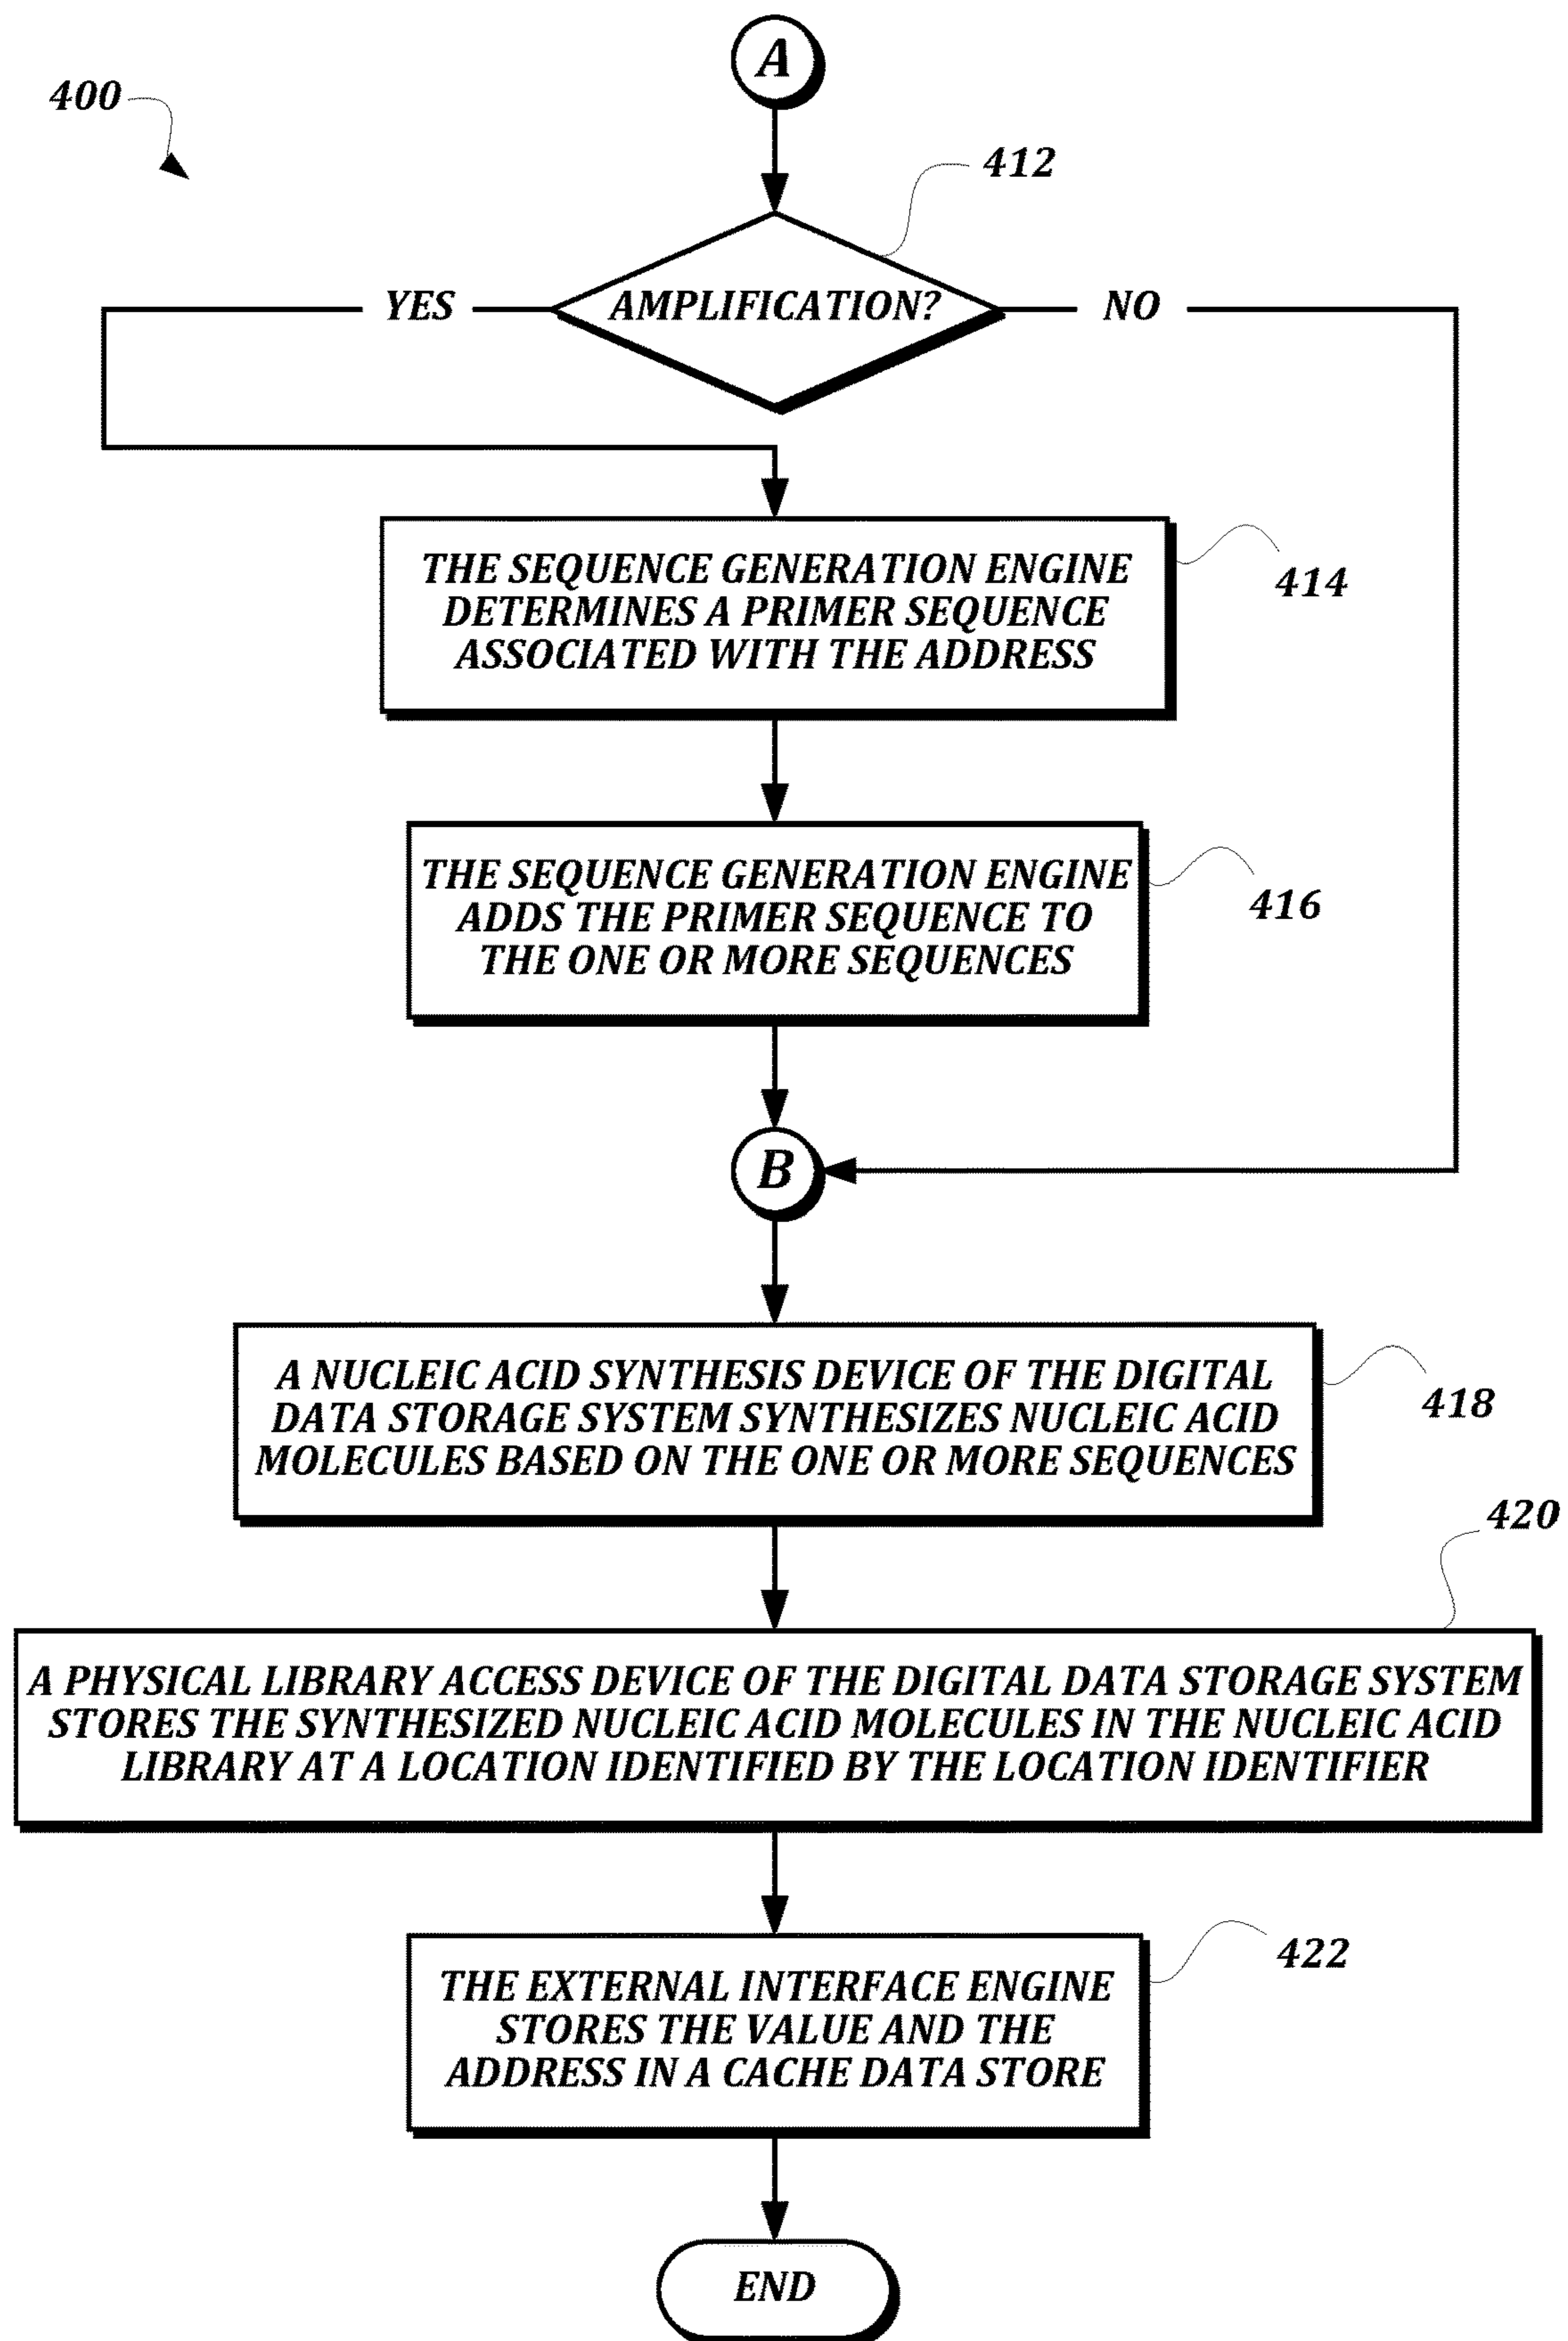 A
400
412
YES
AMPLIFICATION?
NO
THE SEQUENCE GENERATION ENGINE
DETERMINES A PRIMER SEQUENCE
ASSOCIATED WITH THE ADDRESS
414
THE SEQUENCE GENERATION ENGINE
ADDS THE PRIMER SEQUENCE TO
THE ONE OR MORE SEQUENCES
416
B
A NUCLEIC ACID SYNTHESIS DEVICE OF THE DIGITAL
DATA STORAGE SYSTEM SYNTHESIZES NUCLEIC ACID
MOLECULES BASED ON THE ONE OR MORE SEQUENCES
418
420
A PHYSICAL LIBRARY ACCESS DEVICE OF THE DIGITAL DATA STORAGE SYSTEM
STORES THE SYNTHESIZED NUCLEIC ACID MOLECULES IN THE NUCLEIC ACID
LIBRARY AT A LOCATION IDENTIFIED BY THE LOCATION IDENTIFIER
422
THE EXTERNAL INTERFACE ENGINE
STORES THE VALUE AND THE
ADDRESS IN A CACHE DATA STORE
END